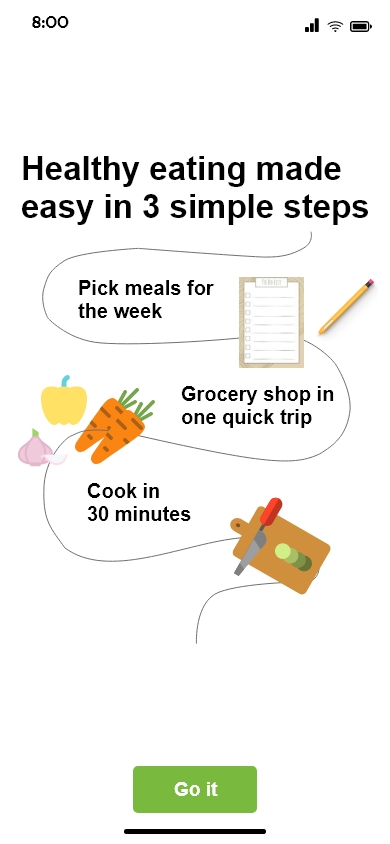 8:00
Healthy eating made
easy in 3 simple steps
Pick meals for
the week
Grocery shop in
one quick trip
Cook in
30 minutes
Go it